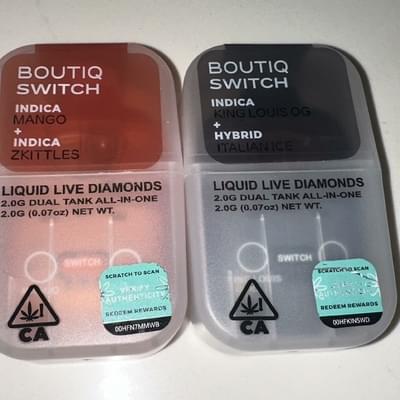 BOUTIQ
SWITCH
INDICA
MANGO
+
INDICA
ZKITTLES
LIQUID LIVE DIAMONDS
2.0G DUAL TANK ALL-IN-ONE
2.0G (0.07oz) NET WT.
SWITCH
SCRATCH TO SCAN
VERIFY
AUTHENTICITY
REDEEM REWARDS
00HFN7MMWB
CA
BOUTIQ
SWITCH
INDICA
KING LOUIS OG
+
HYBRID
ITALIAN ICE
LIQUID LIVE DIAMONDS
2.0G DUAL TANK ALL-IN-ONE
2.0G (0.07oz) NET WT.
SWITCH
SCRATCH TO SCAN
REDEEM REWARDS
00HFKIN5WD
CA